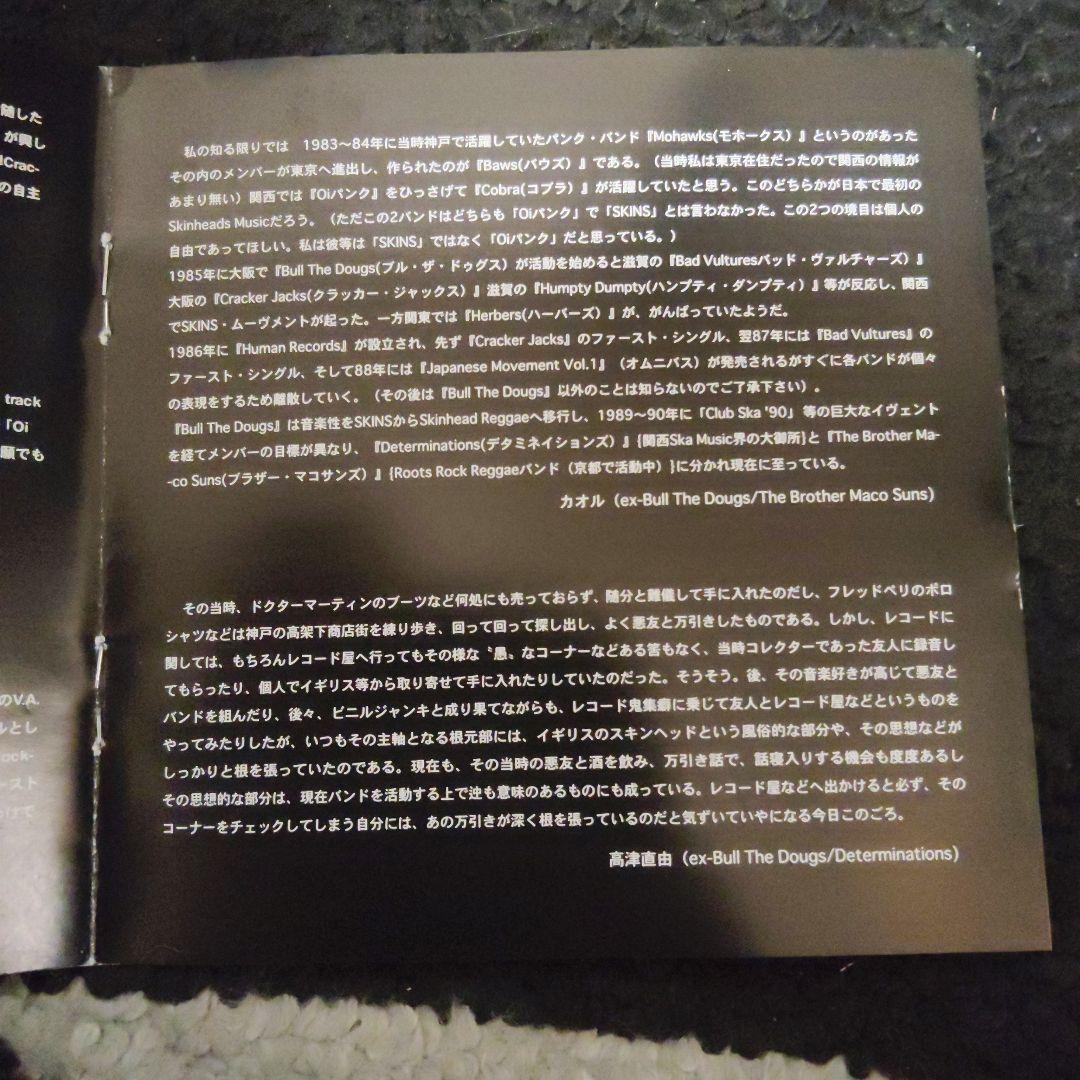 随した
が興し
Crac-
の自主
track
「Oi
願でも
のV.A.
ルとし
ock-
ースト
私の知る限りでは 1983〜84年に当時神戸で活躍していたパンク・バンド『Mohawks(モホークス)』というのがあった
その内のメンバーが東京へ進出し、作られたのが『Baws(バウズ)』である。(当時私は東京在住だったので関西の情報が
あまり無い)関西では『Oiパンク』をひっさげて『Cobra(コブラ)』が活躍していたと思う。このどちらかが日本で最初の
Skinheads Musicだろう。(ただこの2バンドはどちらも「Oiパンク」で「SKINS」とは言わなかった。この2つの境目は個人の
自由であってほしい。私は彼等は「SKINS」ではなく「Oiパンク」だと思っている。)
1985年に大阪で『Bull The Dougs(ブル・ザ・ドゥグス)が活動を始めると滋賀の『Bad Vulturesバッド・ヴァルチャーズ)』
大阪の『Cracker Jacks(クラッカー・ジャックス)』滋賀の『Humpty Dumpty(ハンプティ・ダンプティ)』等が反応し、関西
でSKINS・ムーヴメントが起った。一方関東では『Herbers(ハーバーズ)』が、がんばっていたようだ。
1986年に『Human Records』が設立され、先ず『Cracker Jacks』のファースト・シングル、翌87年には『Bad Vultures』の
ファースト・シングル、そして88年には『Japanese Movement Vol.1』(オムニバス)が発売されるがすぐに各バンドが個々
の表現をするため離散していく。(その後は『Bull The Dougs』以外のことは知らないのでご了承下さい)。
『Bull The Dougs』は音楽性をSKINSからSkinhead Reggaeへ移行し、1989〜90年に「Club Ska '90」等の巨大なイヴェント
を経てメンバーの目標が異なり、『Determinations(デタミネイションズ)』{関西Ska Music界の大御所}と『The Brother Ma-
-co Suns(ブラザー・マコサンズ)』{Roots Rock Reggaeバンド(京都で活動中)}に分かれ現在に至っている。
カオル(ex-Bull The Dougs/The Brother Maco Suns)
その当時、ドクターマーティンのブーツなど何処にも売っておらず、随分と難儀して手に入れたのだし、フレッドペリのポロ
シャツなどは神戸の高架下商店街を練り歩き、回って回って探し出し、よく悪友と万引きしたものである。しかし、レコードに
関しては、もちろんレコード屋へ行ってもその様な〝愚〟なコーナーなどある筈もなく、当時コレクターであった友人に録音し
てもらったり、個人でイギリス等から取り寄せて手に入れたりしていたのだった。そうそう。後、その音楽好きが高じて悪友と
バンドを組んだり、後々、ビニルジャンキと成り果てながらも、レコード鬼集癖に乗じて友人とレコード屋などというものを
やってみたりしたが、いつもその主軸となる根元部には、イギリスのスキンヘッドという風俗的な部分や、その思想などが
しっかりと根を張っていたのである。現在も、その当時の悪友と酒を飲み、万引き話で、話寝入りする機会も度度あるし
その思想的な部分は、現在バンドを活動する上で迚も意味のあるものにも成っている。レコード屋などへ出かけると必ず、その
コーナーをチェックしてしまう自分には、あの万引きが深く根を張っているのだと気ずいていやになる今日このごろ。
高津直由(ex-Bull The Dougs/Determinations)